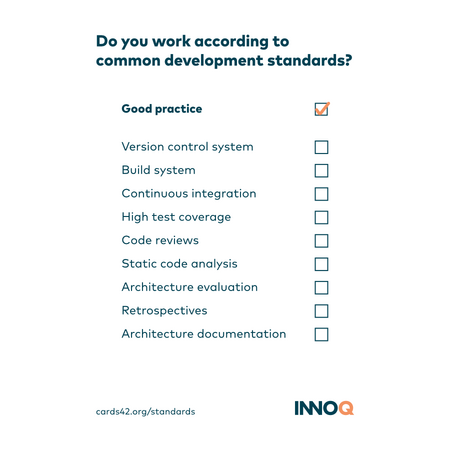 Do you work according to
common development standards?
Good practice
Version control system
Build system
Continuous integration
High test coverage
Code reviews
Static code analysis
Architecture evaluation
Retrospectives
Architecture documentation
cards42.org/standards
INNOQ